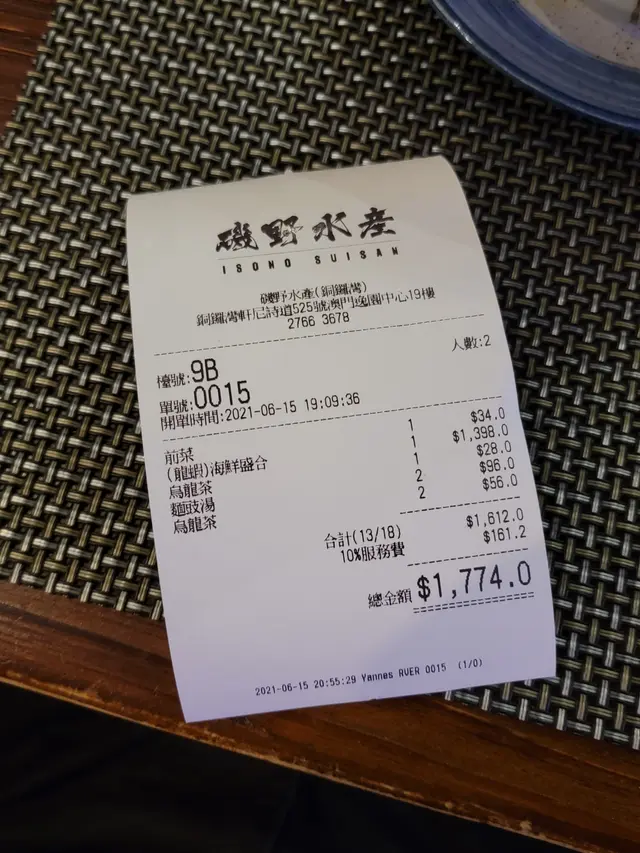 磯野水產
ISONO SUISAN
磯野水產(銅鑼灣)
銅鑼灣軒尼詩道525號澳門逸園中心19樓
2766 3678
人數:2
檯號:9B
單號:0015
開單時間:2021-06-15 19:09:36
前菜 1 $34.0
(龍蝦)海鮮盛合 1 $1,398.0
烏龍茶 1 $28.0
麵豉湯 2 $96.0
烏龍茶 2 $56.0
合計(13/18) $1,612.0
10%服務費 $161.2
總金額 $1,774.0
2021-06-15 20:55:29 Yannes RVER 0015 (1/0)